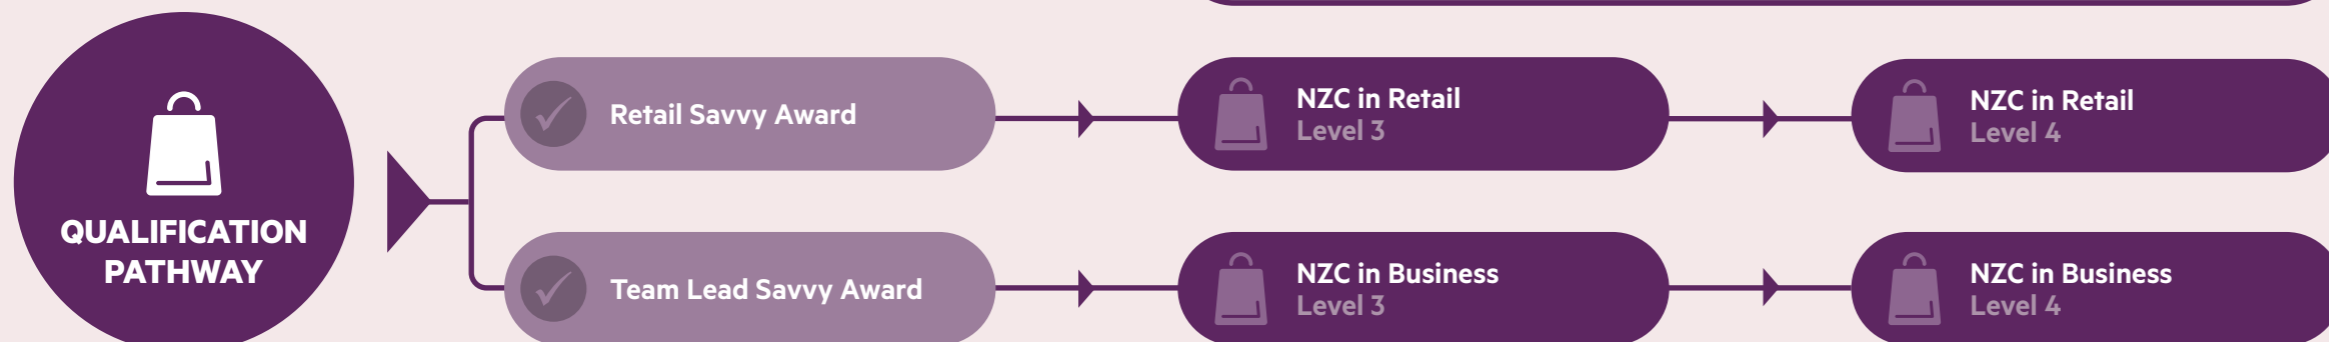 QUALIFICATION
PATHWAY
Retail Savvy Award
NZC in Retail
Level 3
NZC in Retail
Level 4
Team Lead Savvy Award
NZC in Business
Level 3
NZC in Business
Level 4